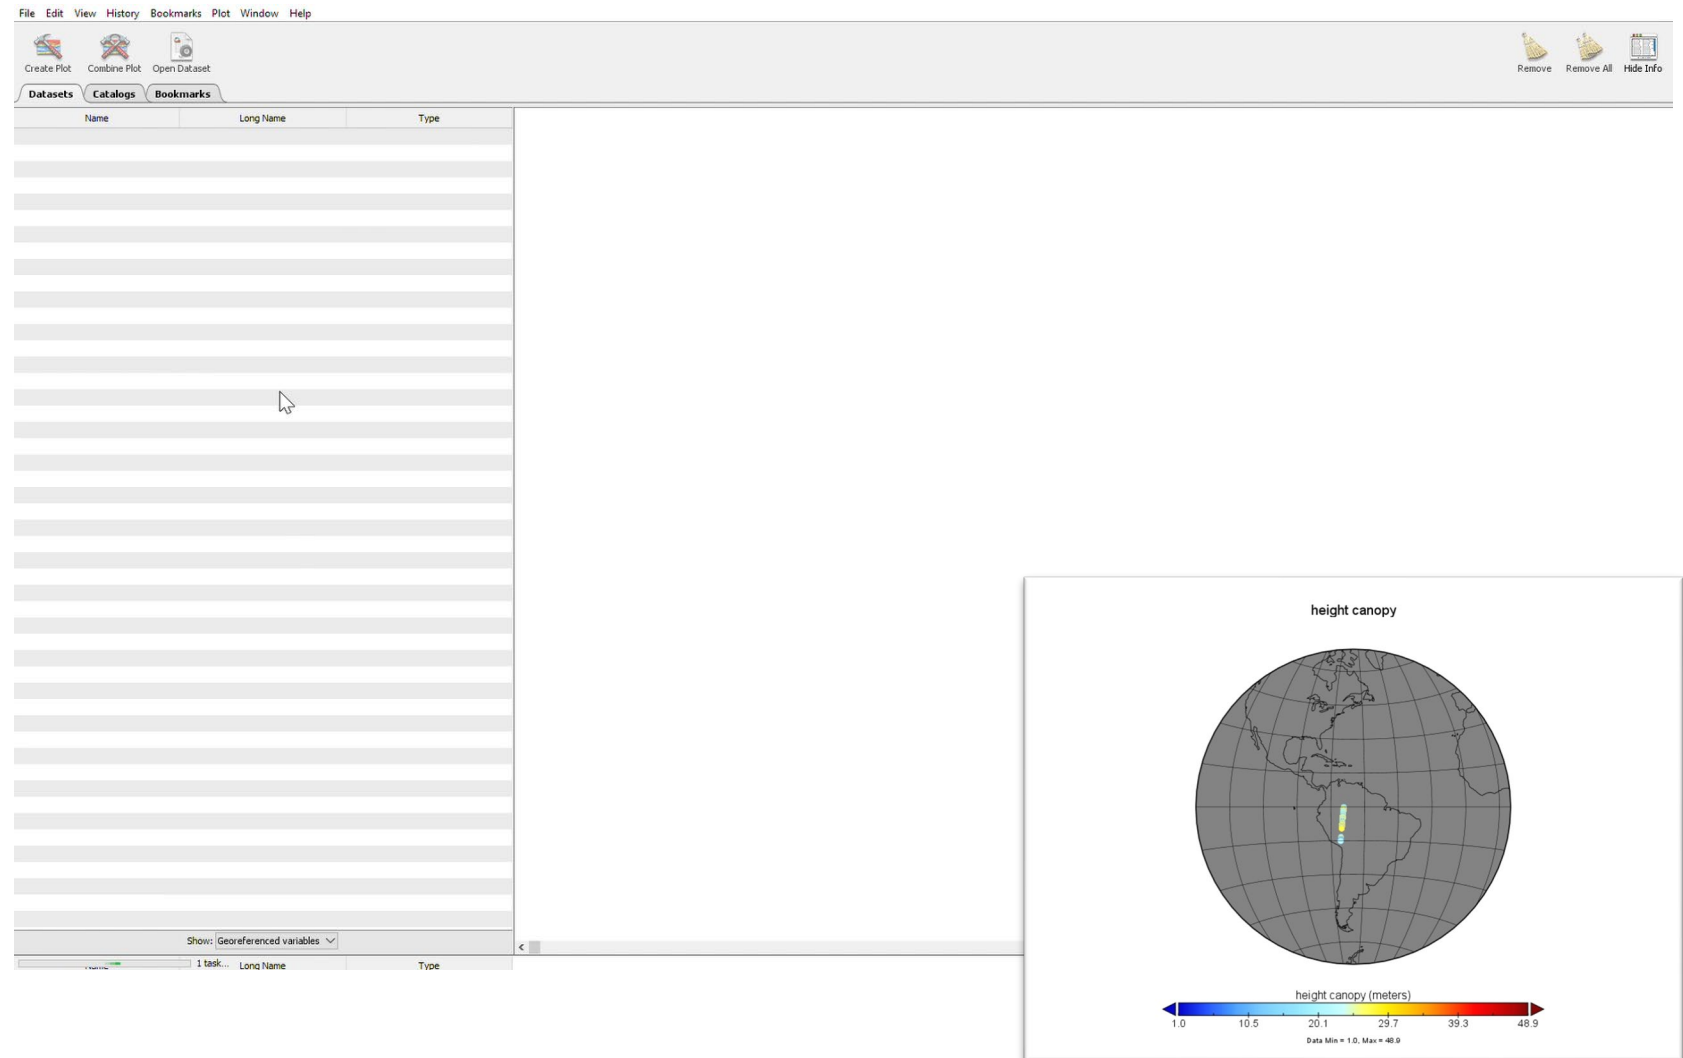 File Edit View History Bookmarks Plot Window Help
Create Plot Combine Plot Open Dataset Remove Remove All Hide Info
Datasets Catalogs Bookmarks
Name Long Name Type
Show: Georeferenced variables
1 task...
Name Long Name Type
height canopy
height canopy (meters)
1.0 10.5 20.1 29.7 39.3 48.9
Data Min = 1.0, Max = 48.9